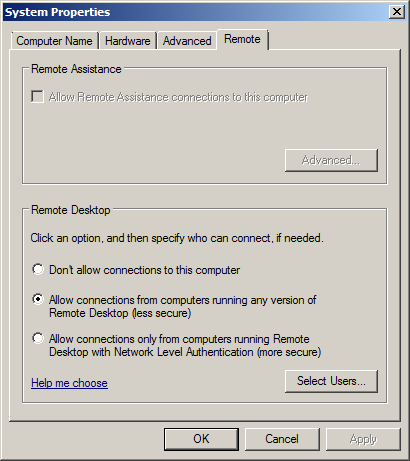 System Properties
Computer Name Hardware Advanced Remote
Remote Assistance
Allow Remote Assistance connections to this computer
Advanced...
Remote Desktop
Click an option, and then specify who can connect, if needed.
Don't allow connections to this computer
Allow connections from computers running any version of
Remote Desktop (less secure)
Allow connections only from computers running Remote
Desktop with Network Level Authentication (more secure)
Help me choose Select Users...
OK Cancel Apply